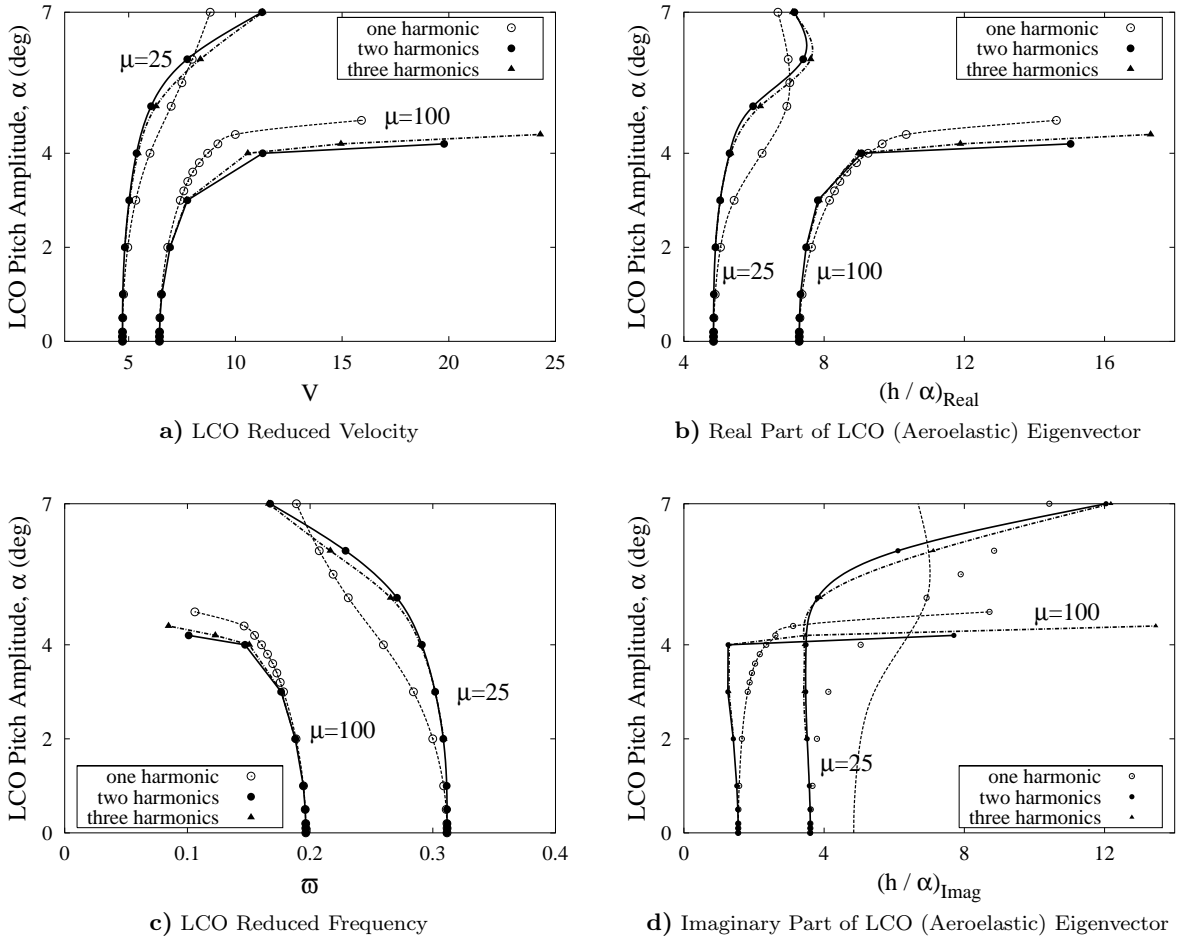 LCO Pitch Amplitude, α (deg)
7
4
2
0
μ=25
μ=100
one harmonic
two harmonics
three harmonics
5 10 15 20 25
V
a) LCO Reduced Velocity
LCO Pitch Amplitude, α (deg)
7
4
2
0
one harmonic
two harmonics
three harmonics
μ=25
μ=100
4 8 12 16
(h / α)Real
b) Real Part of LCO (Aeroelastic) Eigenvector
LCO Pitch Amplitude, α (deg)
7
4
2
0
μ=25
μ=100
one harmonic
two harmonics
three harmonics
0 0.1 0.2 0.3 0.4
ϖ
c) LCO Reduced Frequency
LCO Pitch Amplitude, α (deg)
7
4
2
0
μ=100
μ=25
one harmonic
two harmonics
three harmonics
0 4 8 12
(h / α)Imag
d) Imaginary Part of LCO (Aeroelastic) Eigenvector